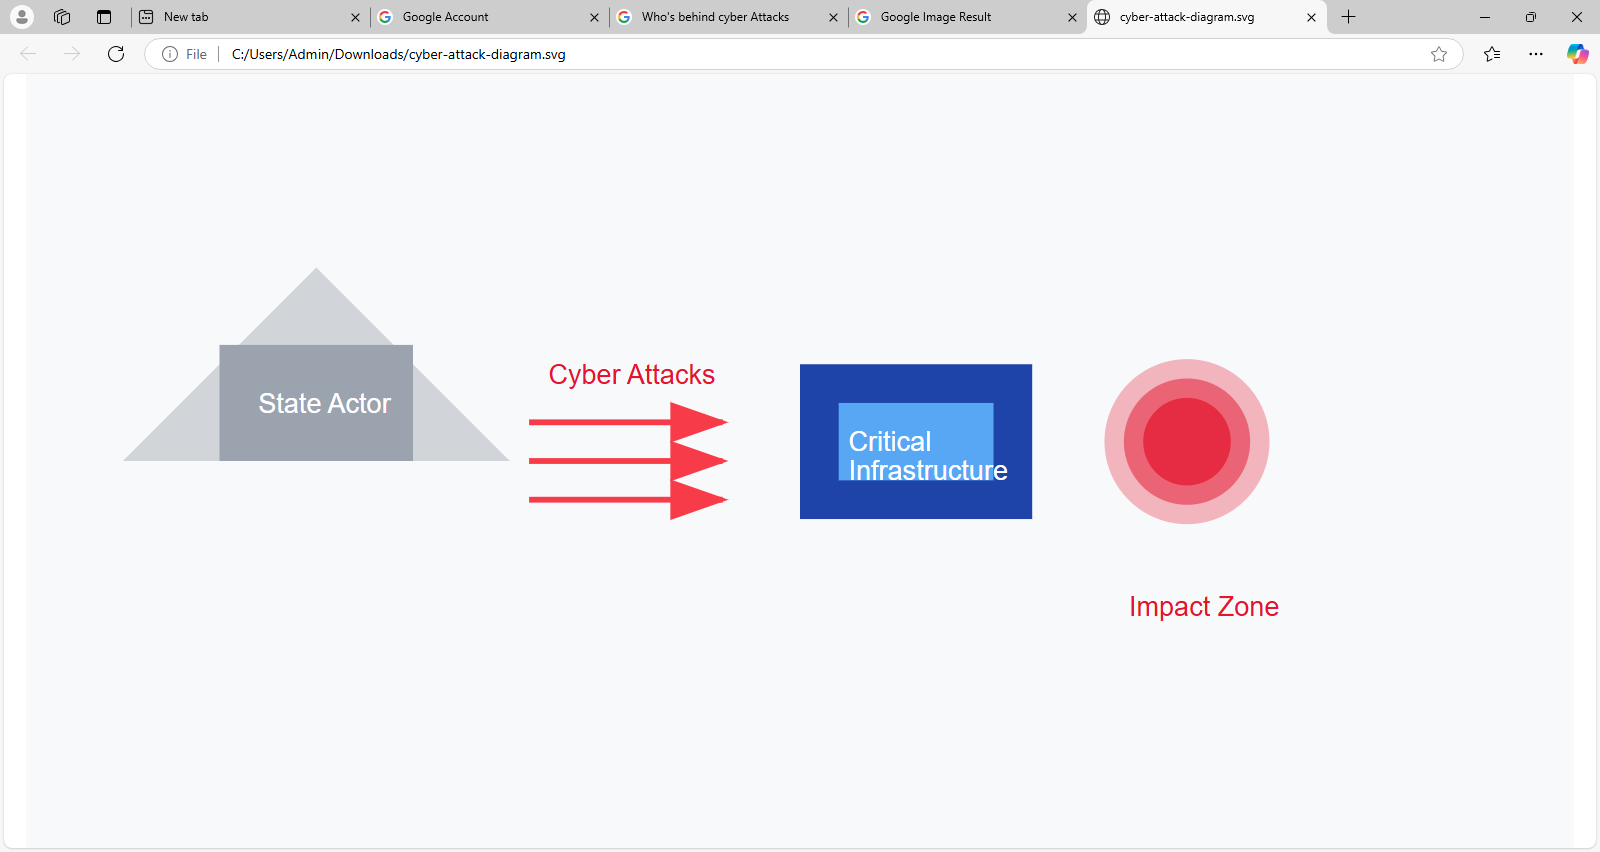 New tab
Google Account
Who's behind cyber Attacks
Google Image Result
cyber-attack-diagram.svg
File
C:/Users/Admin/Downloads/cyber-attack-diagram.svg
State Actor
Cyber Attacks
Critical
Infrastructure
Impact Zone